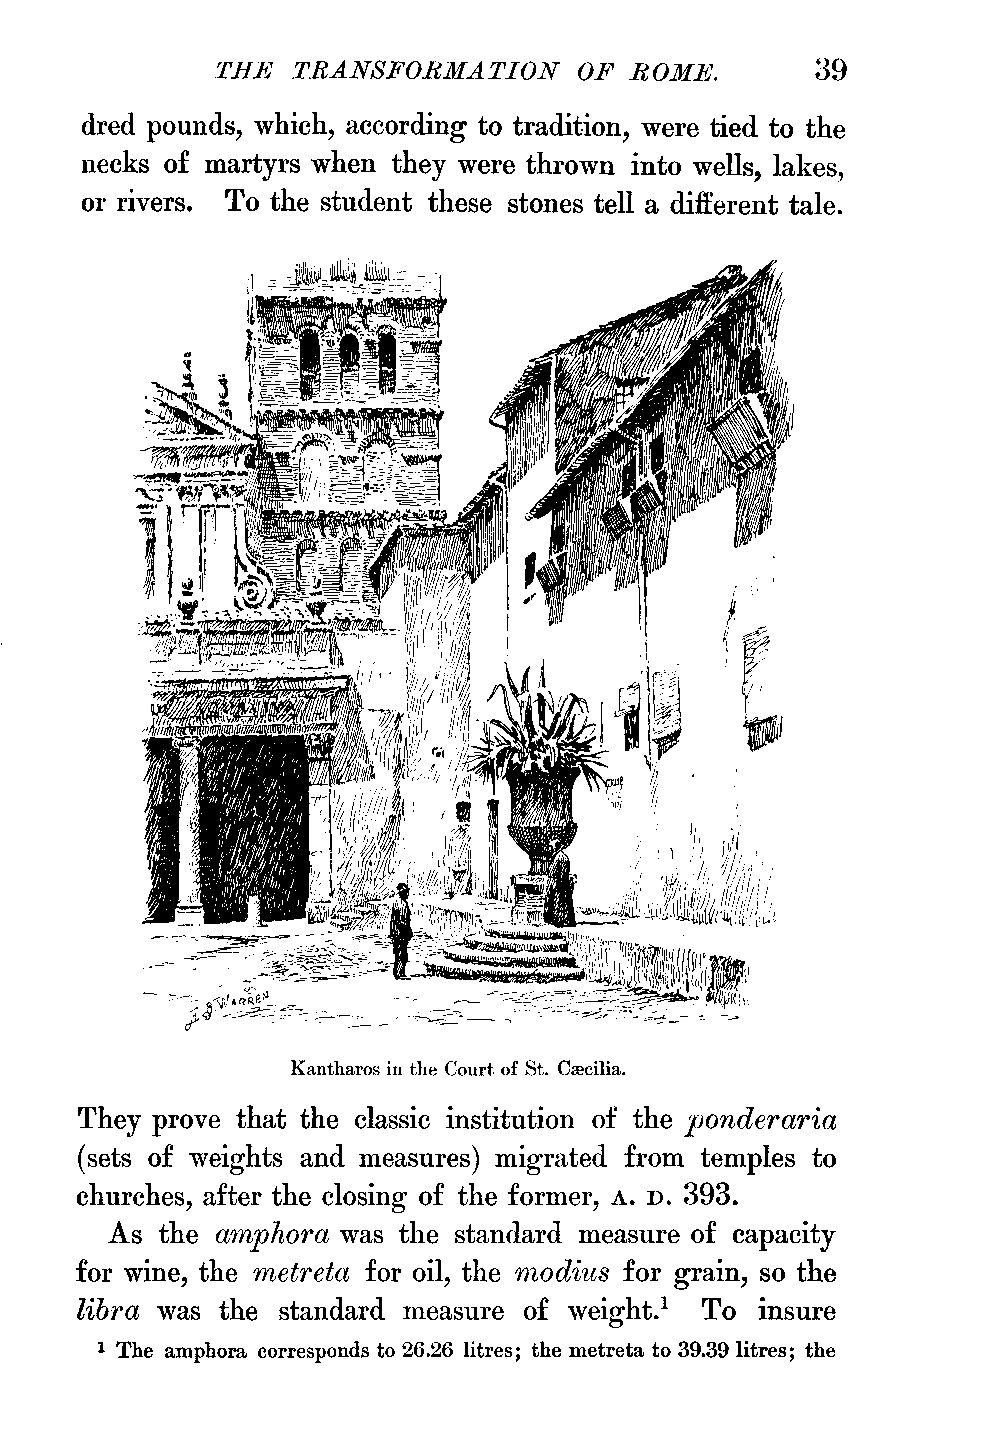 THE TRANSFORMATION OF ROME. 39
dred pounds, which, according to tradition, were tied to the
necks of martyrs when they were thrown into wells, lakes,
or rivers. To the student these stones tell a different tale.
WARREN
Kantharos in the Court of St. Cæcilia.
They prove that the classic institution of the ponderaria
(sets of weights and measures) migrated from temples to
churches, after the closing of the former, A. D. 393.
As the amphora was the standard measure of capacity
for wine, the metreta for oil, the modius for grain, so the
libra was the standard measure of weight.¹ To insure
¹ The amphora corresponds to 26.26 litres; the metreta to 39.39 litres; the